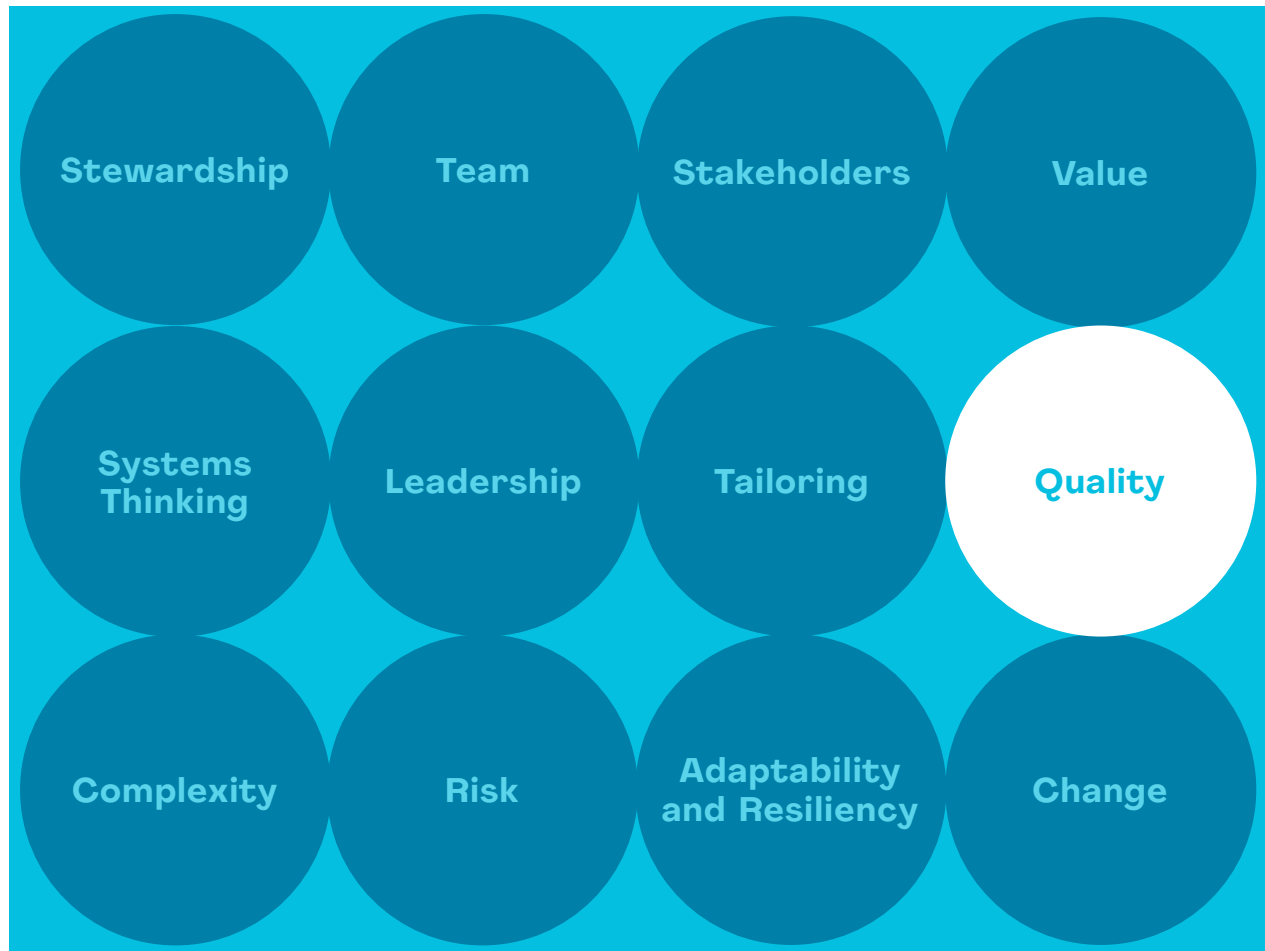 Stewardship
Team
Stakeholders
Value
Systems
Thinking
Leadership
Tailoring
Quality
Complexity
Risk
Adaptability
and Resiliency
Change